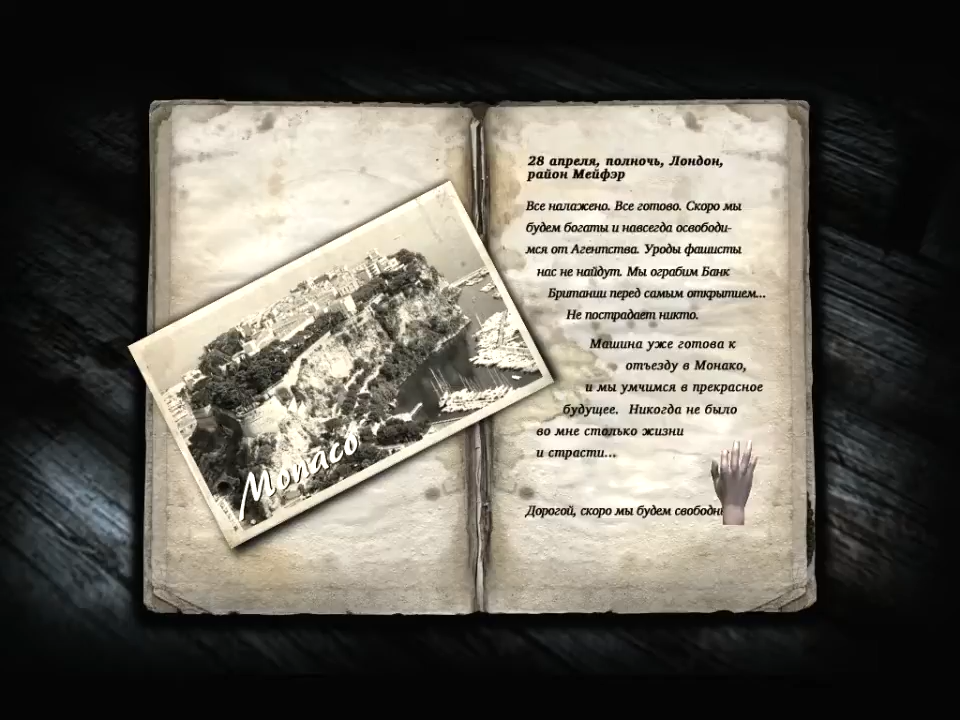 Monaco
28 апреля, полночь, Лондон,
район Мейфэр
Все налажено. Все готово. Скоро мы
будем богаты и навсегда освободи-
мся от Агентства. Уроды фашисты
нас не найдут. Мы ограбим Банк
Британии перед самым открытием...
Не пострадает никто.
Машина уже готова к
отъезду в Монако,
и мы умчимся в прекрасное
будущее. Никогда не было
во мне столько жизни
и страсти...
Дорогой, скоро мы будем